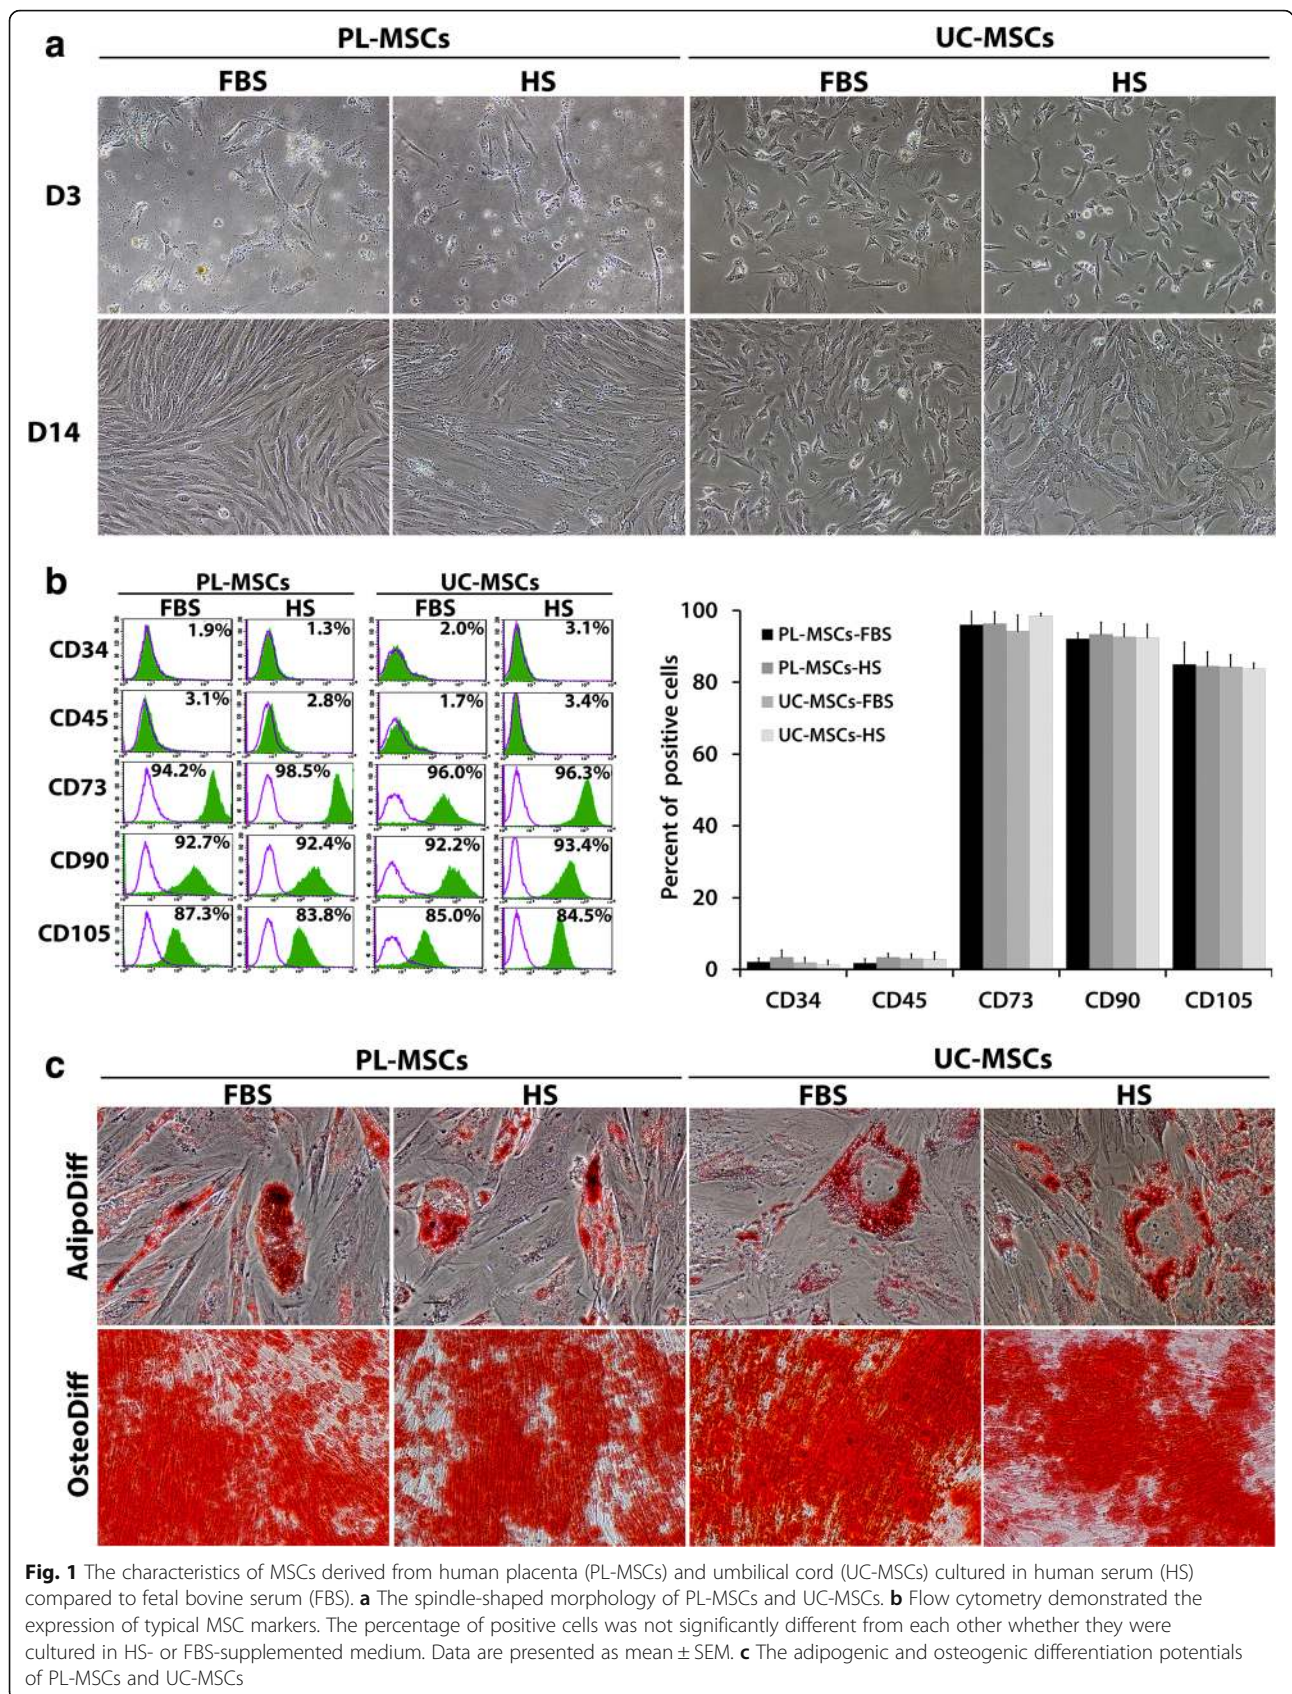 a
PL-MSCs UC-MSCs
FBS HS FBS HS
D3
D14
b
PL-MSCs UC-MSCs
FBS HS FBS HS
CD34 1.9% 1.3% 2.0% 3.1%
CD45 3.1% 2.8% 1.7% 3.4%
CD73 94.2% 98.5% 96.0% 96.3%
CD90 92.7% 92.4% 92.2% 93.4%
CD105 87.3% 83.8% 85.0% 84.5%
Percent of positive cells
100
80
60
40
20
0
PL-MSCs-FBS
PL-MSCs-HS
UC-MSCs-FBS
UC-MSCs-HS
CD34 CD45 CD73 CD90 CD105
c
PL-MSCs UC-MSCs
FBS HS FBS HS
AdipoDiff
OsteoDiff
Fig. 1 The characteristics of MSCs derived from human placenta (PL-MSCs) and umbilical cord (UC-MSCs) cultured in human serum (HS)
compared to fetal bovine serum (FBS). a The spindle-shaped morphology of PL-MSCs and UC-MSCs. b Flow cytometry demonstrated the
expression of typical MSC markers. The percentage of positive cells was not significantly different from each other whether they were
cultured in HS- or FBS-supplemented medium. Data are presented as mean ± SEM. c The adipogenic and osteogenic differentiation potentials
of PL-MSCs and UC-MSCs